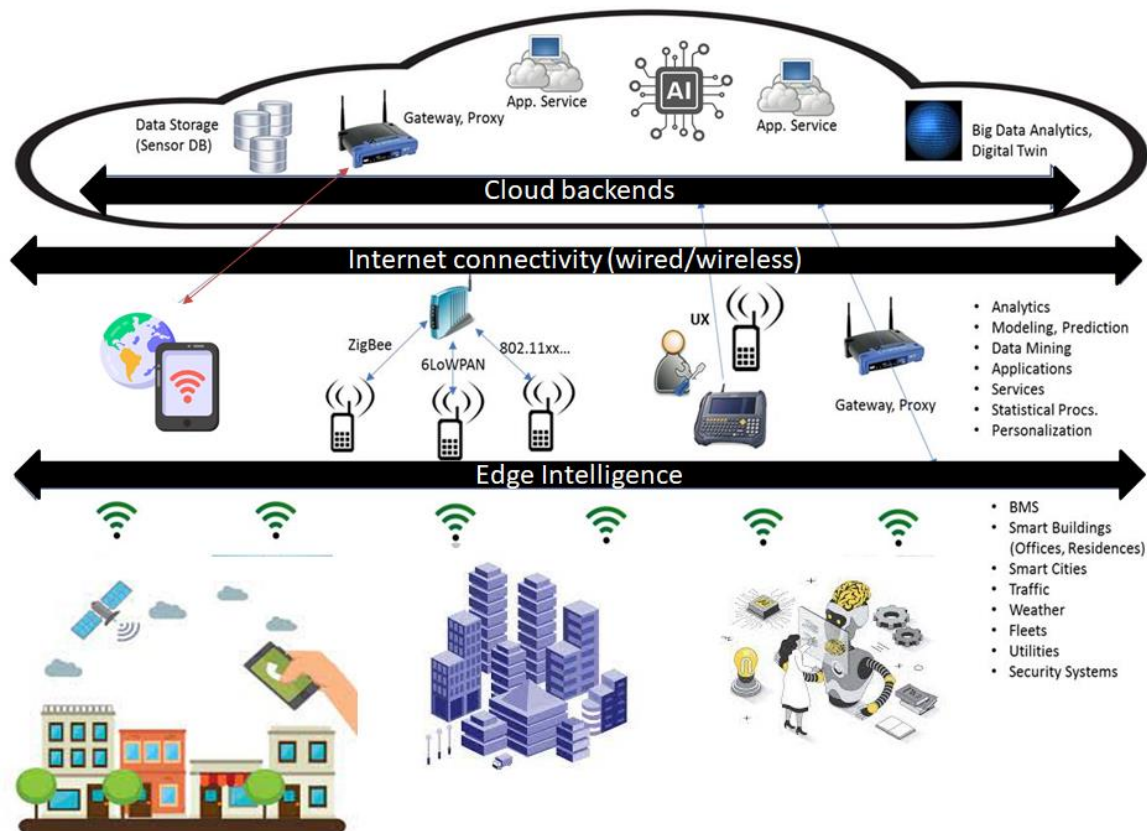 Data Storage
(Sensor DB)
Gateway, Proxy
App. Service
AI
App. Service
Big Data Analytics,
Digital Twin
Cloud backends
Internet connectivity (wired/wireless)
ZigBee
6LoWPAN
802.11xx...
UX
Gateway, Proxy
• Analytics
• Modeling, Prediction
• Data Mining
• Applications
• Services
• Statistical Procs.
• Personalization
Edge Intelligence
• BMS
• Smart Buildings
(Offices, Residences)
• Smart Cities
• Traffic
• Weather
• Fleets
• Utilities
• Security Systems